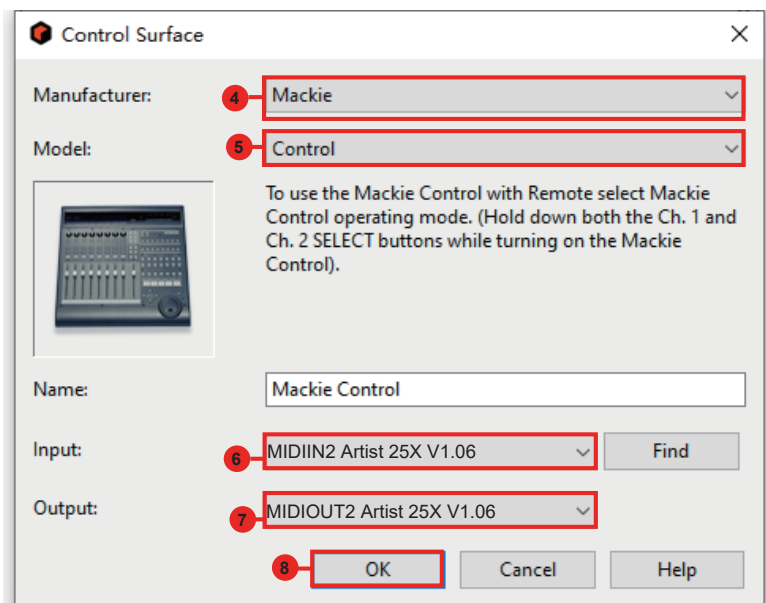 Control Surface
Manufacturer:
4
Mackie
Model:
5
Control
To use the Mackie Control with Remote select Mackie
Control operating mode. (Hold down both the Ch. 1 and
Ch. 2 SELECT buttons while turning on the Mackie
Control).
Name:
Mackie Control
Input:
6
MIDIIN2 Artist 25X V1.06
Find
Output:
7
MIDIOUT2 Artist 25X V1.06
8
OK
Cancel
Help